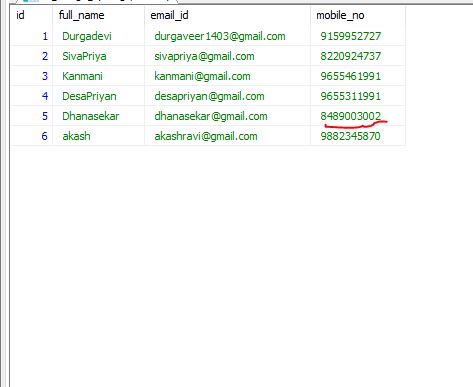 id full_name email_id mobile_no
1 Durgadevi durgaveer1403@gmail.com 9159952727
2 SivaPriya sivapriya@gmail.com 8220924737
3 Kanmani kanmani@gmail.com 9655461991
4 DesaPriyan desapriyan@gmail.com 9655311991
5 Dhanasekar dhanasekar@gmail.com 8489003002
6 akash akashravi@gmail.com 9882345870